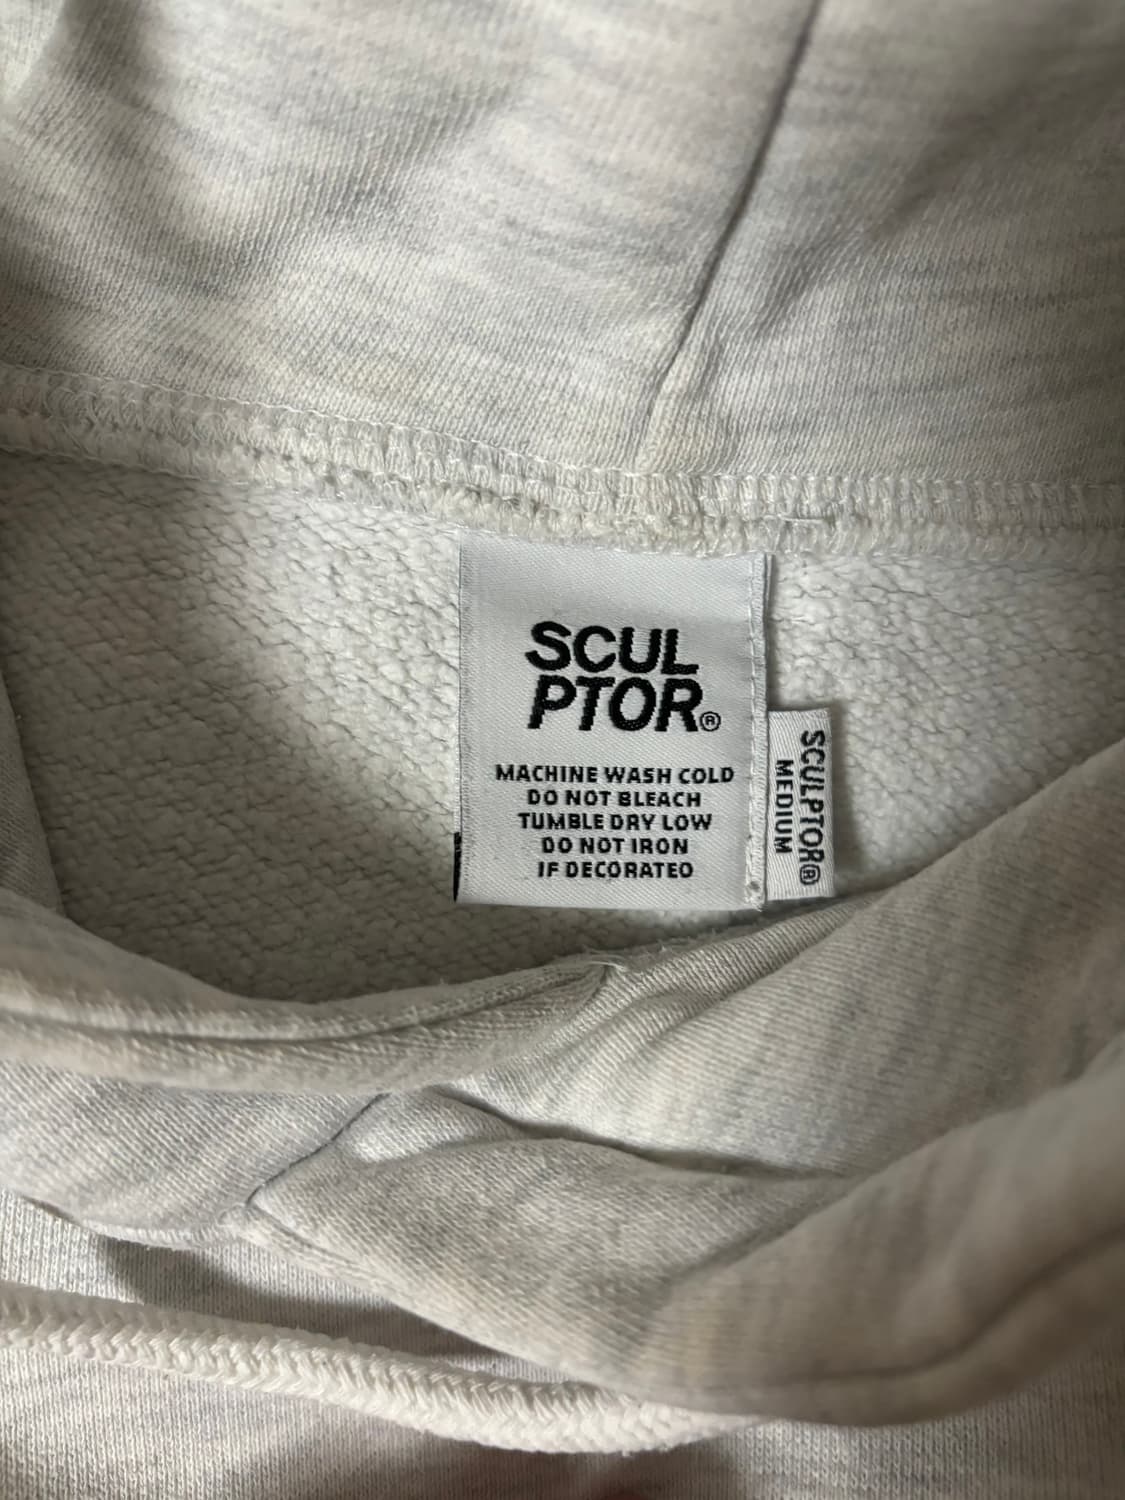 SCUL
PTOR®
MACHINE WASH COLD
DO NOT BLEACH
TUMBLE DRY LOW
DO NOT IRON
IF DECORATED
SCULPTOR®
MEDIUM